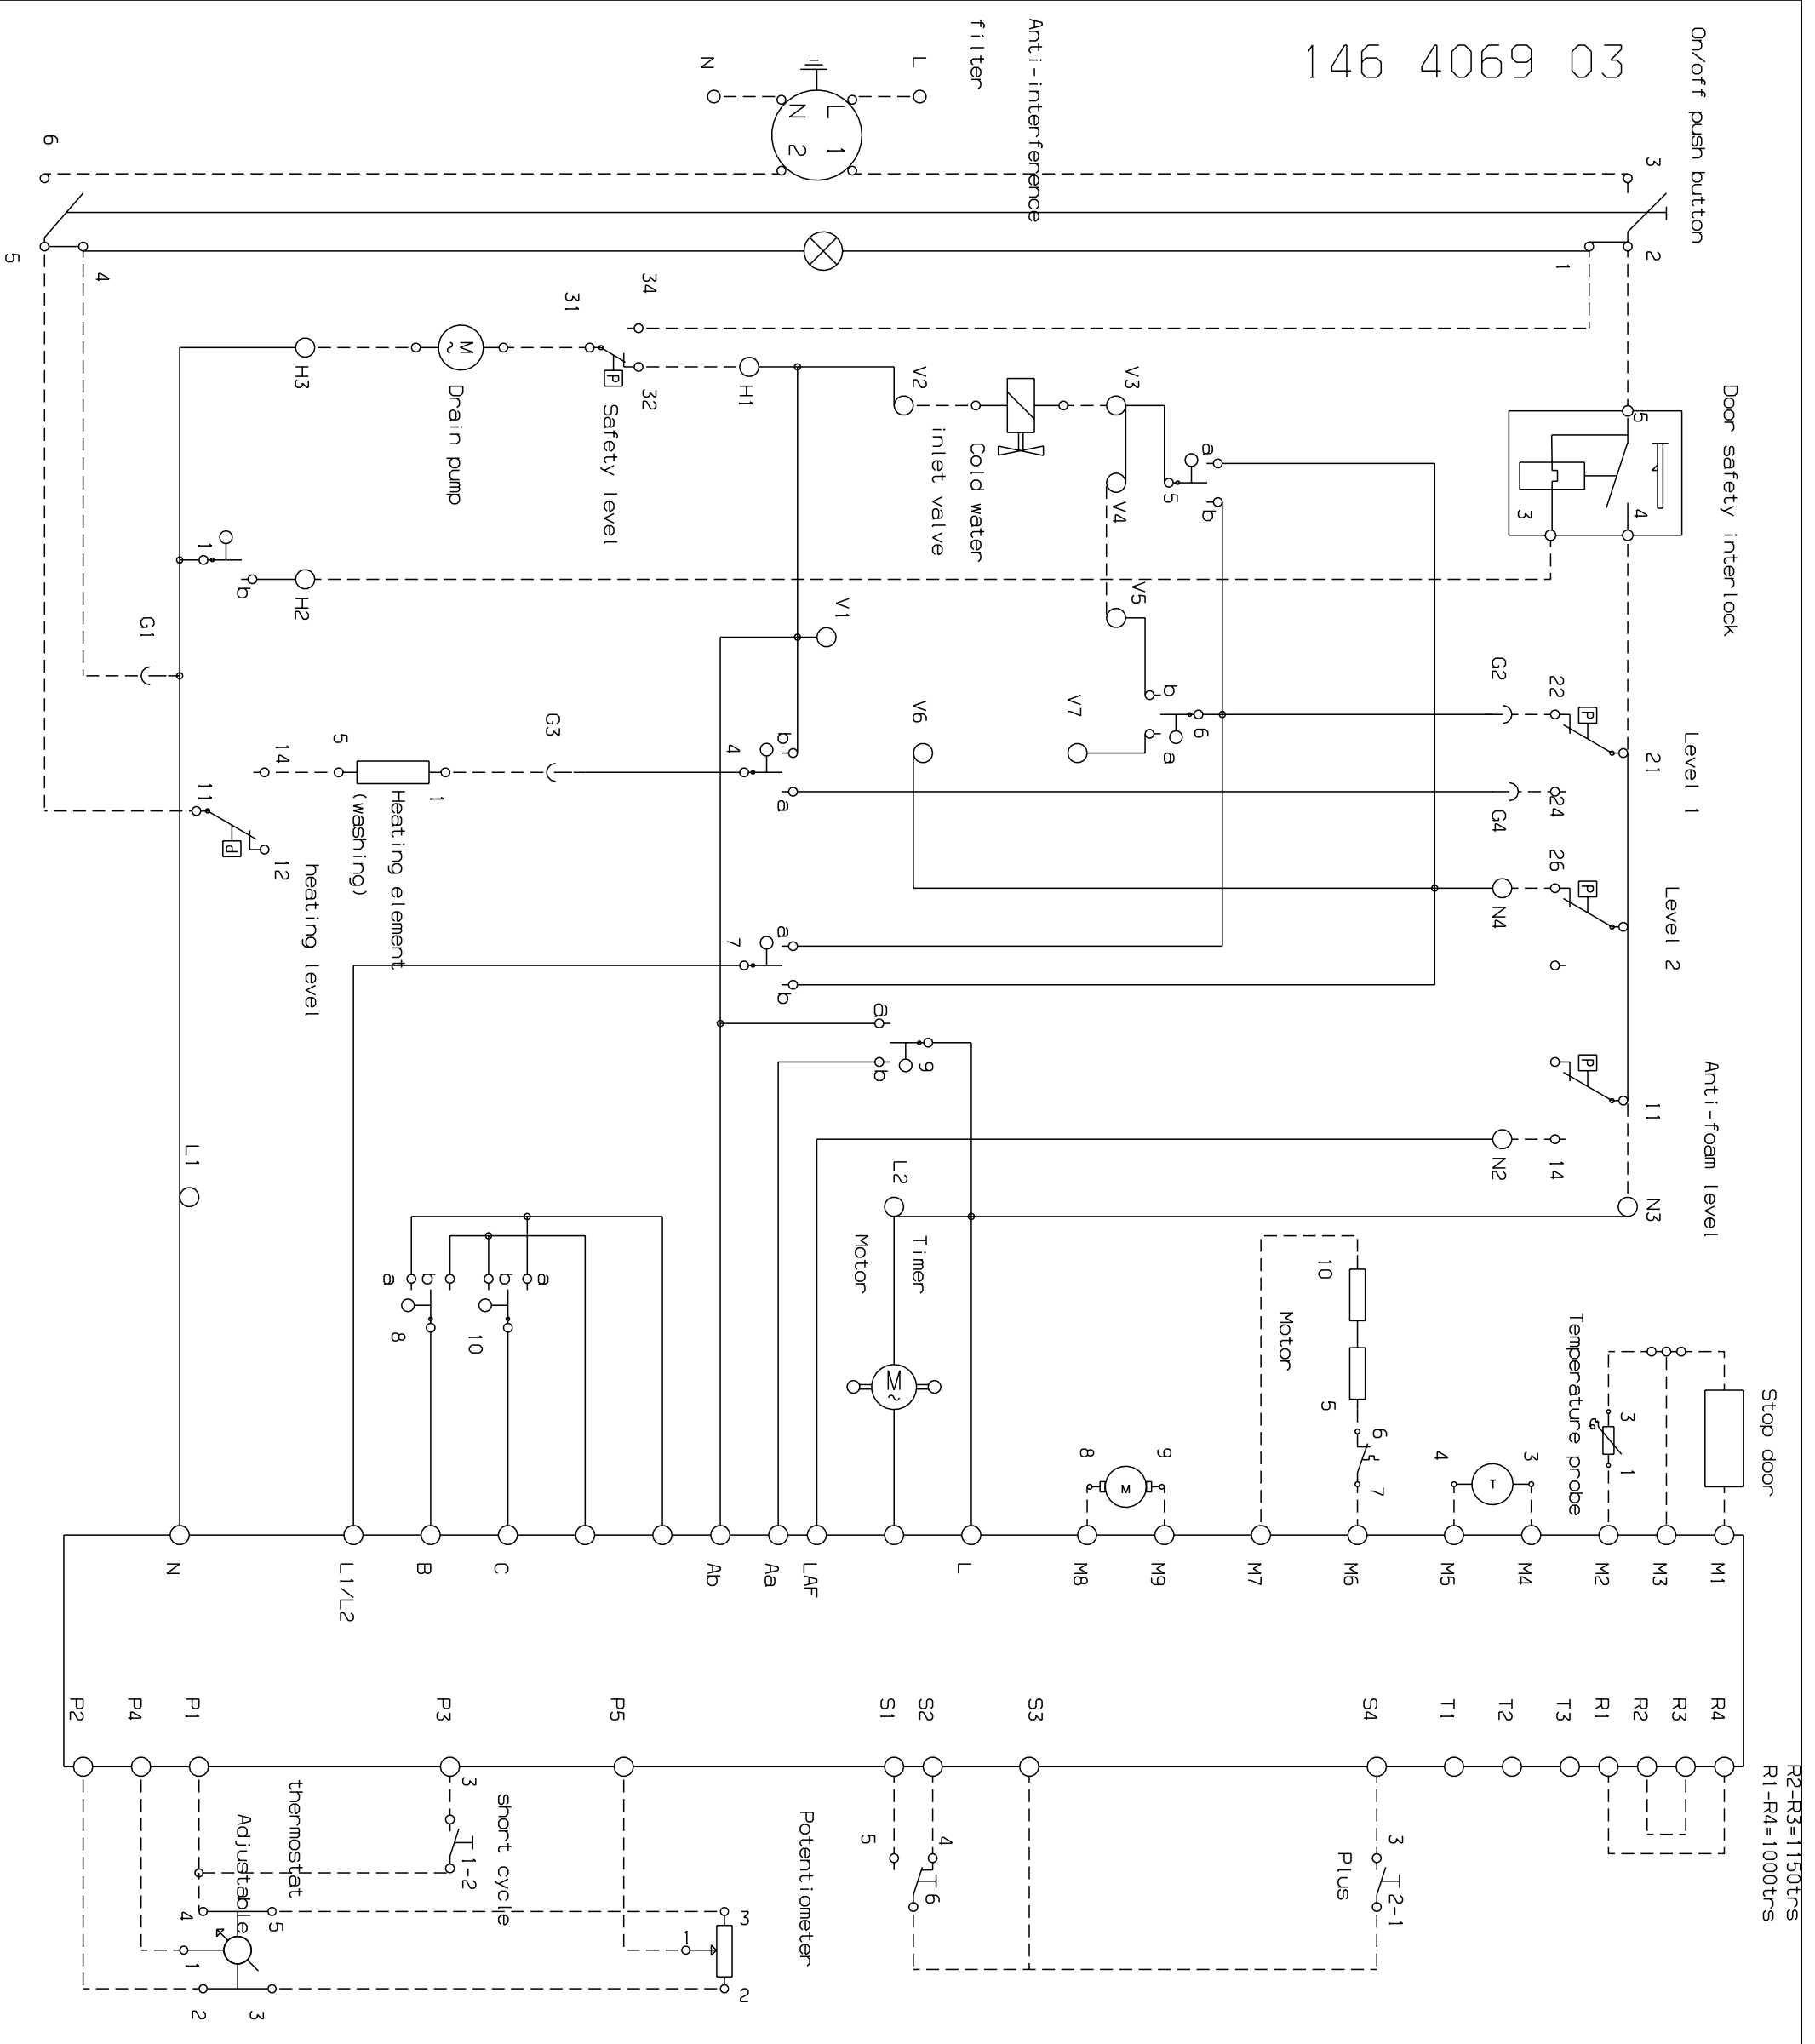 146 4069 03
On/off push button
Anti-interference
filter
L
N
L 1
N 2
3
2
1
6
5
4
34
31
32
Door safety interlock
5
4
3
H3
M
~
Drain pump
P
Safety level
H1
V2
Cold water
inlet valve
V3
V4
a
5
b
1
b
H2
G1
V1
V5
b
6
a
V6
V7
G2
22
P
21
Level 1
G4
24
26
P
Level 2
N4
14
5
Heating element
(washing)
1
G3
4
b
a
11
P
12
heating level
7
a
b
a
9
b
P
11
Anti-foam level
14
N2
N3
L1
L2
Timer
Motor
M
~
a
b
8
b
a
10
10
Motor
5
6
7
8
M
9
4
T
3
Temperature probe
3
1
Stop door
N
L1/L2
B
C
Ab
Aa
LAF
L
M8
M9
M7
M6
M5
M4
M2
M3
M1
P2
P4
P1
P3
P5
S1
S2
S3
S4
T1
T2
T3
R1
R2
R3
R4
R2-R3=1150trs
R1-R4=1000trs
Adjustable
thermostat
4
5
1
2
3
3
1-2
short cycle
Potentiometer
3
1
2
5
4
6
3
2-1
Plus